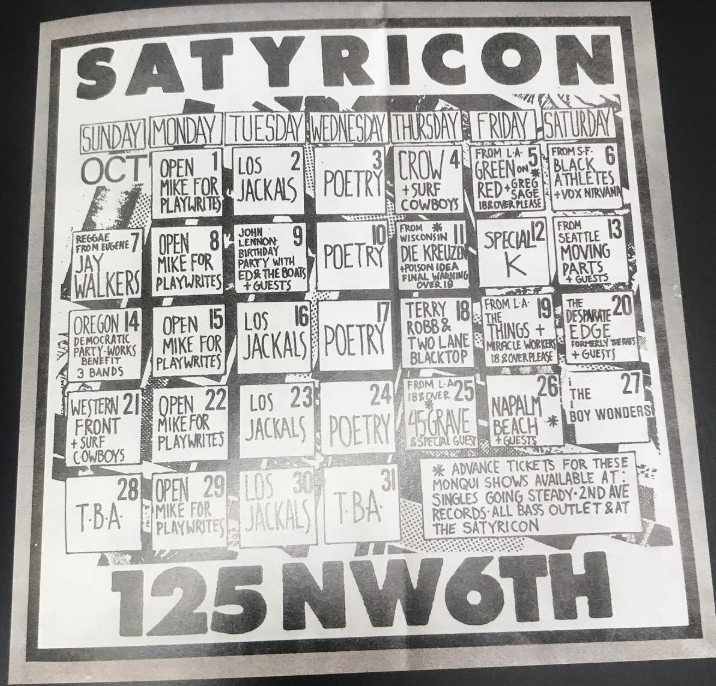 SATYRICON
SUNDAY MONDAY TUESDAY WEDNESDAY THURSDAY FRIDAY SATURDAY
OCT
1
OPEN
MIKE FOR
PLAYWRITES
2
LOS
JACKALS
3
POETRY
CROW 4
+ SURF
COWBOYS
FROM L.A. 5
GREEN ON *
RED + GREG
SAGE
18 & OVER PLEASE
FROM S.F. 6
BLACK
ATHLETES
+ VOX NIRVANA
REGGAE
FROM EUGENE 7
JAY
WALKERS
OPEN 8
MIKE FOR
PLAYWRITES
JOHN 9
LENNON
BIRTHDAY
PARTY WITH
ED & THE BOATS
+ GUESTS
10
POETRY
FROM * 11
WISCONSIN
DIE KREUZEN
+ POISON IDEA
FINAL WARNING
OVER 18
SPECIAL 12
K
FROM 13
SEATTLE
MOVING
PARTS
+ GUESTS
OREGON 14
DEMOCRATIC
PARTY-WORKS
BENEFIT
3 BANDS
OPEN 15
MIKE FOR
PLAYWRITES
LOS 16
JACKALS
17
POETRY
TERRY 18
ROBB &
TWO LANE
BLACKTOP
FROM L.A. 19
THE
THINGS +
MIRACLE WORKERS
18 & OVER PLEASE
THE 20
DESPARATE
EDGE
FORMERLY THE RATS
+ GUESTS
WESTERN 21
FRONT
+ SURF
COWBOYS
OPEN 22
MIKE FOR
PLAYWRITES
LOS 23
JACKALS
24
POETRY
FROM L.A. 25
18 & OVER
*
45 GRAVE
& SPECIAL GUEST
26
NAPALM
BEACH *
+ GUESTS
27
THE
BOY WONDERS
28
T.B.A.
OPEN 29
MIKE FOR
PLAYWRITES
LOS 30
JACKALS
31
T.B.A.
* ADVANCE TICKETS FOR THESE
MONQUI SHOWS AVAILABLE AT:
SINGLES GOING STEADY · 2ND AVE
RECORDS · ALL BASS OUTLET & AT
THE SATYRICON
125 NW 6TH